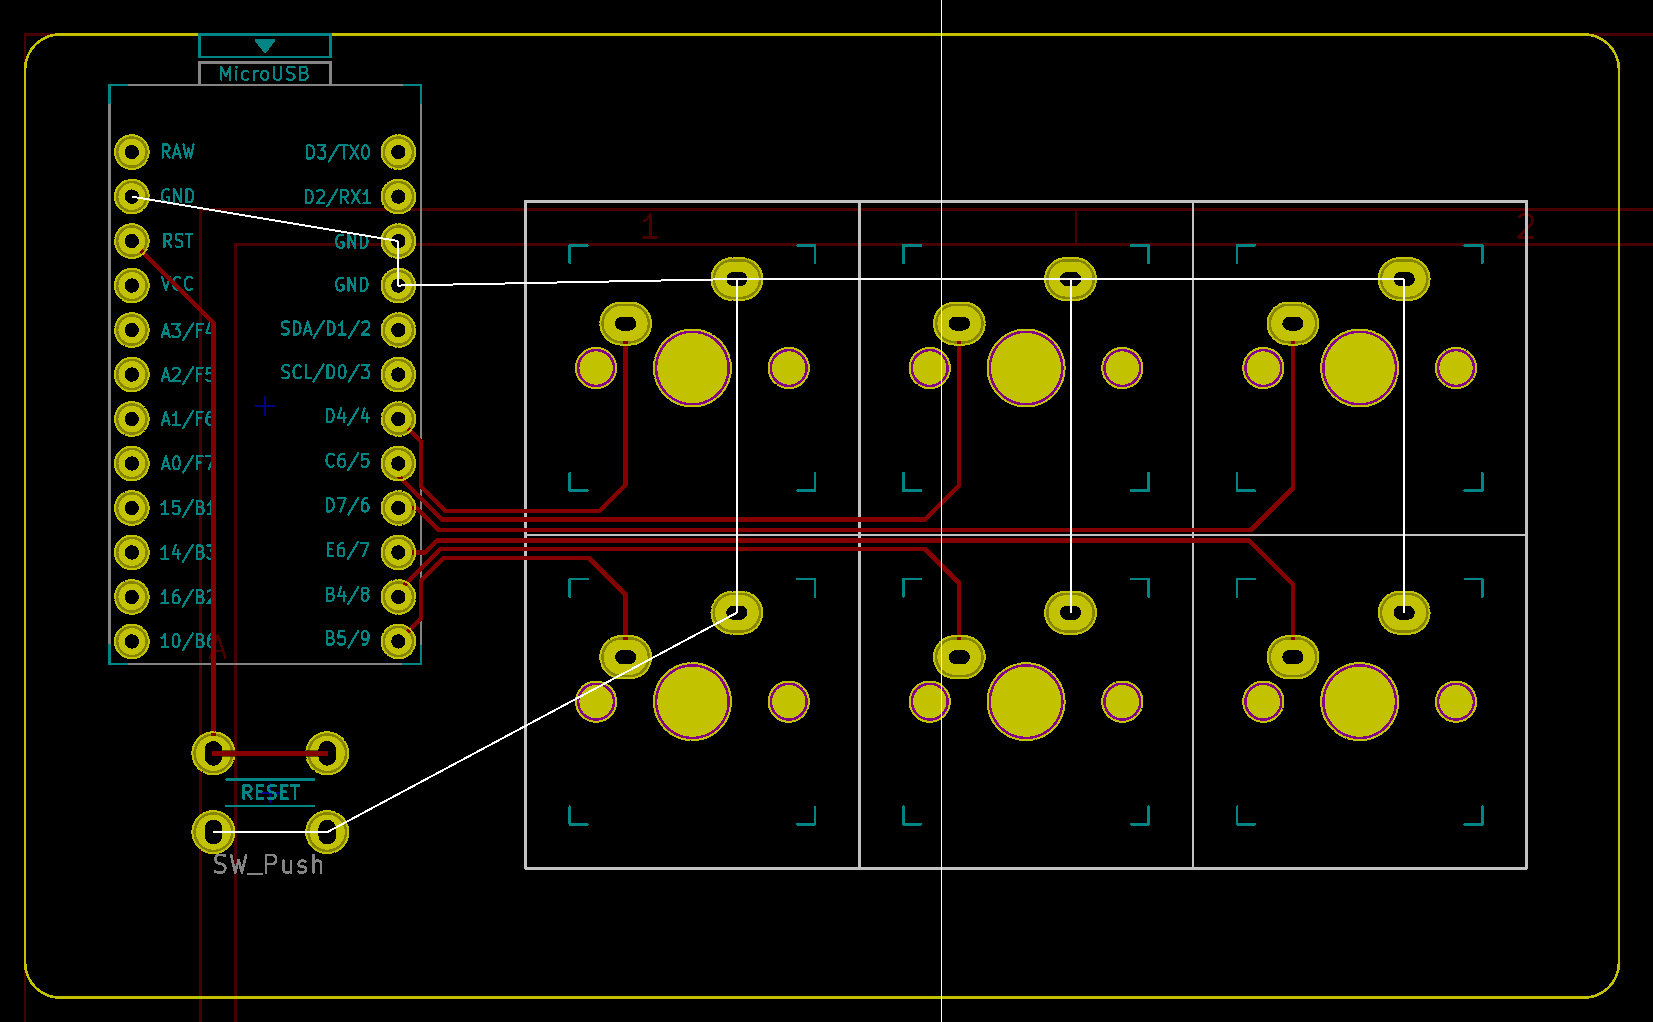 MicroUSB
RAW D3/TX0
GND D2/RX1
RST GND
VCC GND
A3/F4 SDA/D1/2
A2/F5 SCL/D0/3
A1/F6 D4/4
A0/F7 C6/5
15/B1 D7/6
14/B3 E6/7
16/B2 B4/8
10/B6 B5/9
1
2
A
RESET
SW_Push